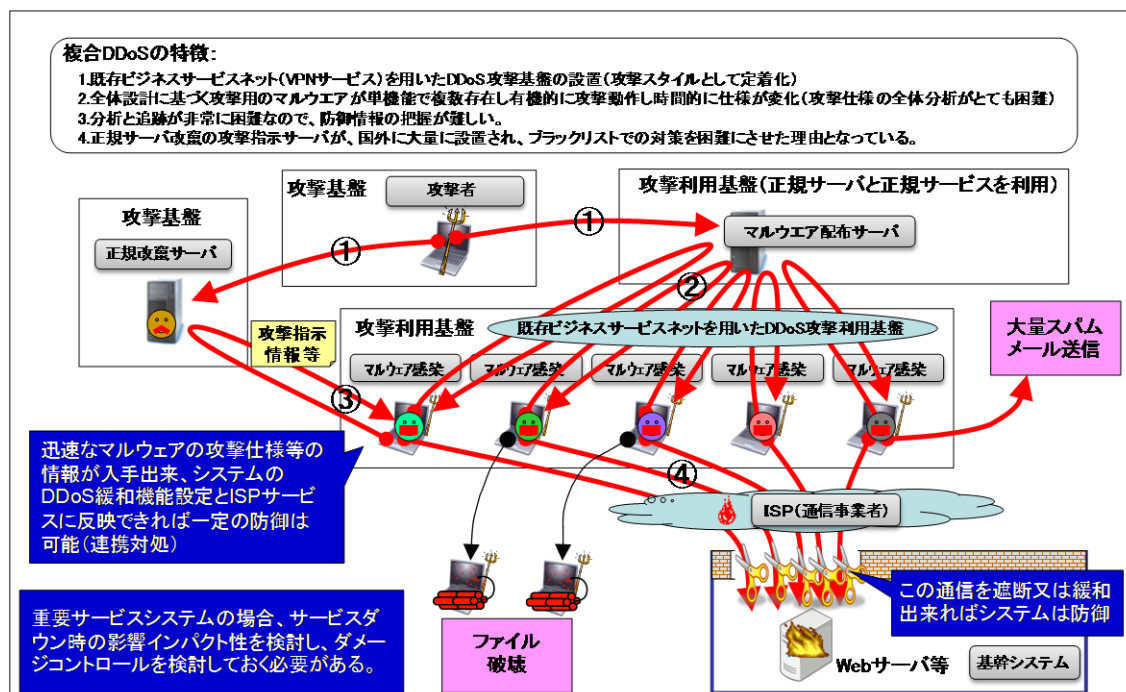 複合DDoSの特徴:
1.既存ビジネスサービスネット(VPNサービス)を用いたDDoS攻撃基盤の設置(攻撃スタイルとして定着化)
2.全体設計に基づく攻撃用のマルウエアが単機能で複数存在し有機的に攻撃動作し時間的に仕様が変化(攻撃仕様の全体分析がとても困難)
3.分析と追跡が非常に困難なので、防御情報の把握が難しい。
4.正規サーバ改竄の攻撃指示サーバが、国外に大量に設置され、ブラックリストでの対策を困難にさせた理由となっている。
攻撃基盤
攻撃者
攻撃利用基盤(正規サーバと正規サービスを利用)
マルウエア配布サーバ
攻撃基盤
正規改竄サーバ
①
①
②
攻撃利用基盤
既存ビジネスサービスネットを用いたDDoS攻撃利用基盤
攻撃指示
情報等
マルウェア感染
マルウェア感染
マルウェア感染
マルウェア感染
マルウェア感染
大量スパム
メール送信
③
迅速なマルウェアの攻撃仕様等の
情報が入手出来、システムの
DDoS緩和機能設定とISPサービ
スに反映できれば一定の防御は
可能(連携対処)
④
ISP(通信事業者)
この通信を遮断又は緩和
出来ればシステムは防御
重要サービスシステムの場合、サービスダ
ウン時の影響インパクト性を検討し、ダメ
ージコントロールを検討しておく必要がある。
ファイル
破壊
Webサーバ等
基幹システム